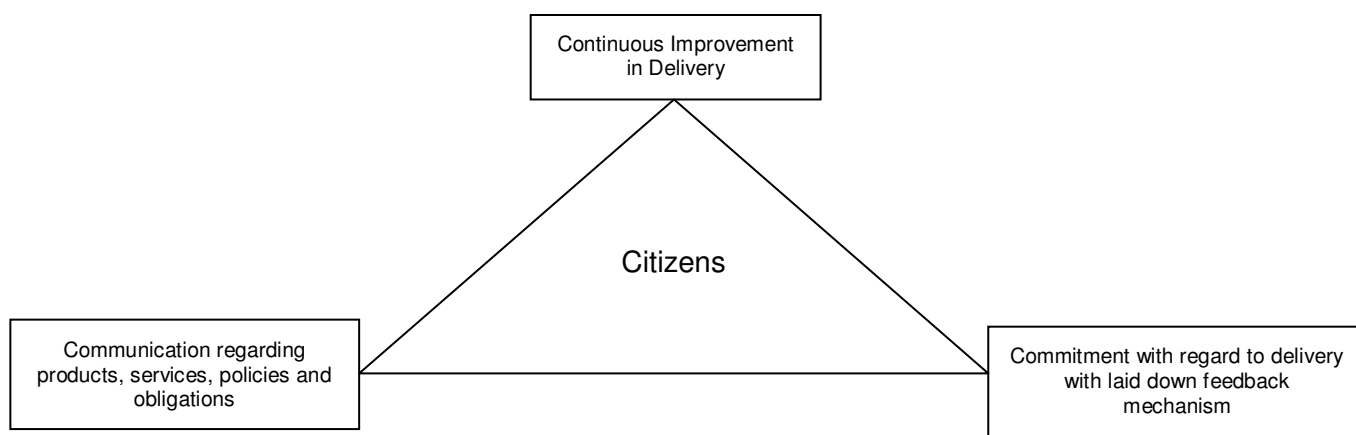 Continuous Improvement
in Delivery
Citizens
Communication regarding
products, services, policies and
obligations
Commitment with regard to delivery
with laid down feedback
mechanism